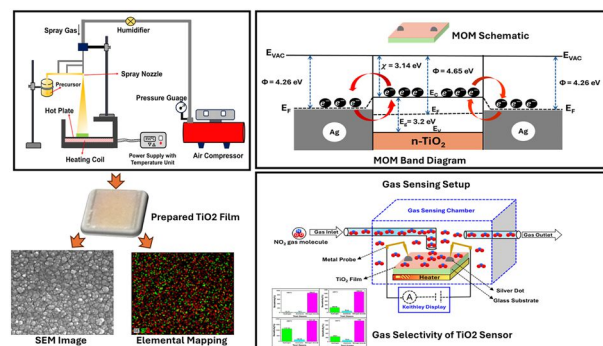 Humidifier
Spray Gas
Precursor
Spray Nozzle
Hot Plate
Pressure Guage
Heating Coil
Power Supply with
Temperature Unit
Air Compressor
Prepared TiO2 Film
SEM Image
Elemental Mapping
MOM Schematic
E_VAC
E_VAC
χ = 3.14 eV
Φ = 4.65 eV
Φ = 4.26 eV
Φ = 4.26 eV
E_C
E_F
E_F
E_F
E_g = 3.2 eV
E_v
Ag
Ag
n-TiO₂
MOM Band Diagram
Gas Sensing Setup
Gas Sensing Chamber
Gas Inlet
Gas Outlet
NO₂ gas molecule
Metal Probe
TiO₂ Film
Heater
Silver Dot
Glass Substrate
A
Keithley Display
Gas Selectivity of TiO2 Sensor